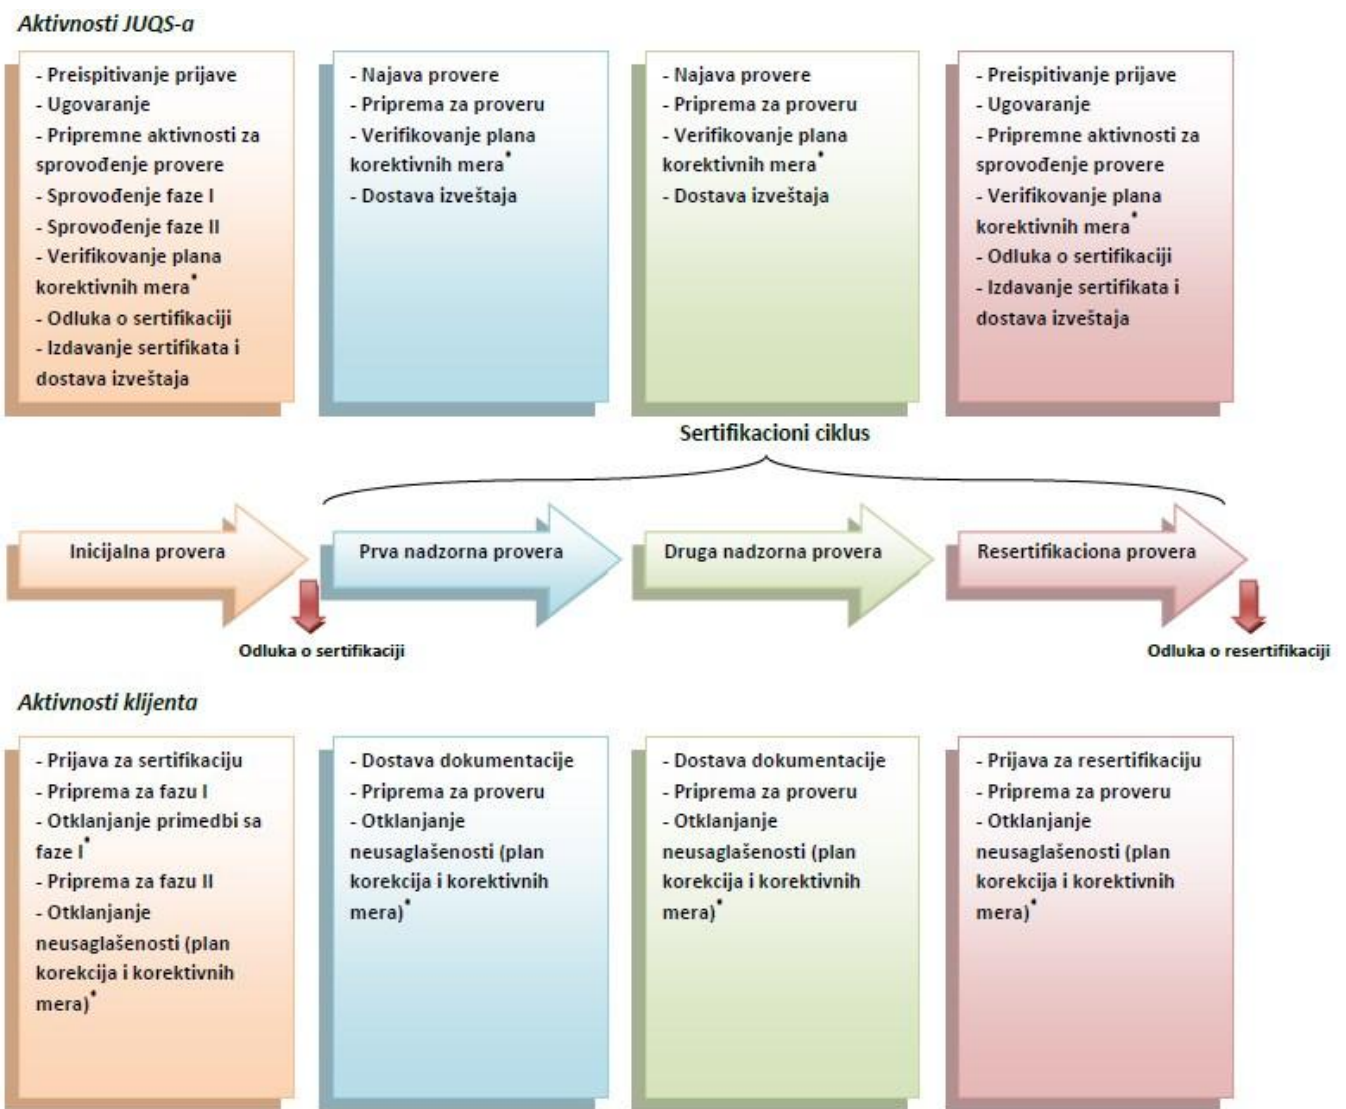 Aktivnosti JUQS-a
- Preispitivanje prijave
- Ugovaranje
- Pripremne aktivnosti za
sprovođenje provere
- Sprovođenje faze I
- Sprovođenje faze II
- Verifikovanje plana
korektivnih mera*
- Odluka o sertifikaciji
- Izdavanje sertifikata i
dostava izveštaja
- Najava provere
- Priprema za proveru
- Verifikovanje plana
korektivnih mera*
- Dostava izveštaja
- Najava provere
- Priprema za proveru
- Verifikovanje plana
korektivnih mera*
- Dostava izveštaja
- Preispitivanje prijave
- Ugovaranje
- Pripremne aktivnosti za
sprovođenje provere
- Verifikovanje plana
korektivnih mera*
- Odluka o sertifikaciji
- Izdavanje sertifikata i
dostava izveštaja
Sertifikacioni ciklus
Inicijalna provera
Prva nadzorna provera
Druga nadzorna provera
Resertifikaciona provera
Odluka o sertifikaciji
Odluka o resertifikaciji
Aktivnosti klijenta
- Prijava za sertifikaciju
- Priprema za fazu I
- Otklanjanje primedbi sa
faze I*
- Priprema za fazu II
- Otklanjanje
neusaglašenosti (plan
korekcija i korektivnih
mera)*
- Dostava dokumentacije
- Priprema za proveru
- Otklanjanje
neusaglašenosti (plan
korekcija i korektivnih
mera)*
- Dostava dokumentacije
- Priprema za proveru
- Otklanjanje
neusaglašenosti (plan
korekcija i korektivnih
mera)*
- Prijava za resertifikaciju
- Priprema za proveru
- Otklanjanje
neusaglašenosti (plan
korekcija i korektivnih
mera)*